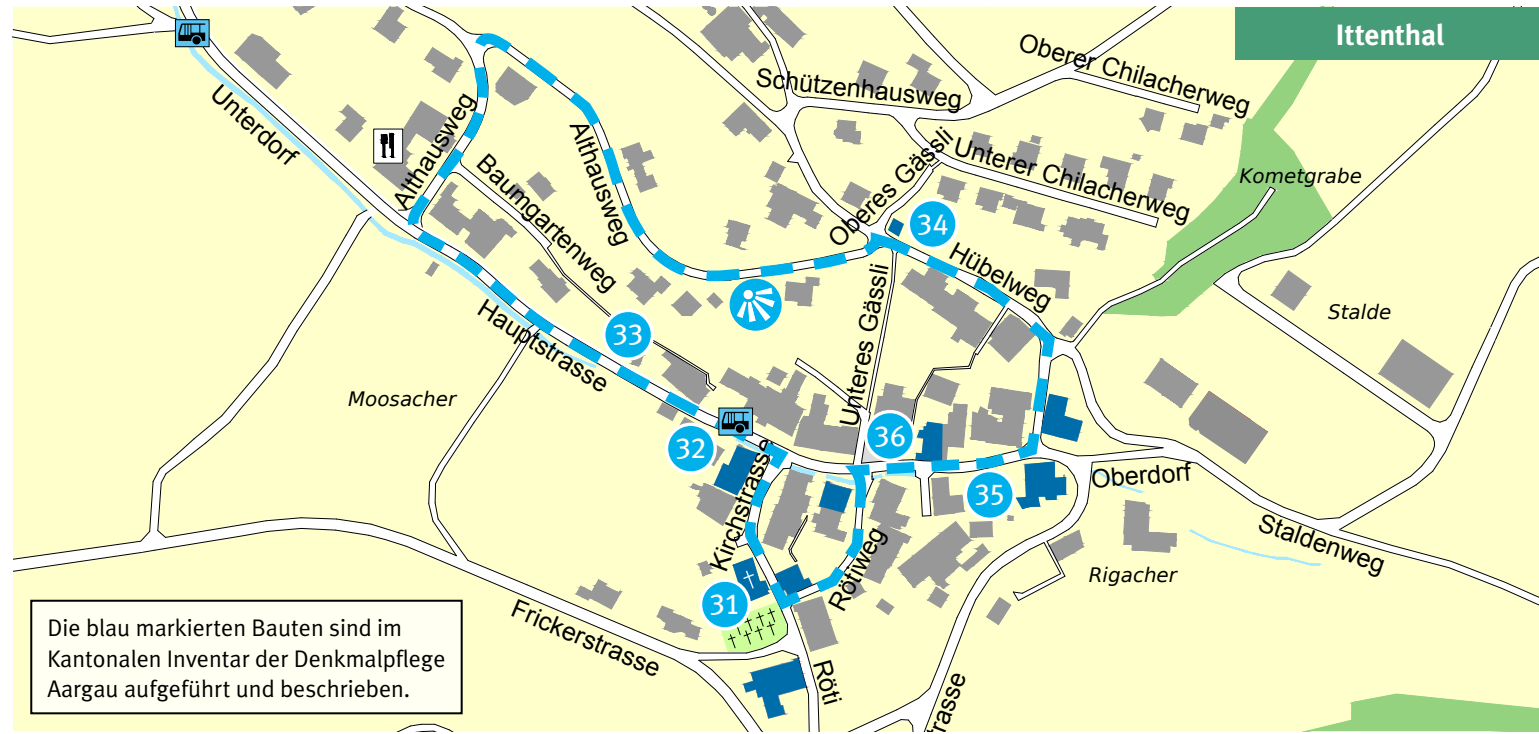 Ittenthal
Oberer Chilacherweg
Schützenhausweg
Unterdorf
Althausweg
Althausweg
Baumgartenweg
Oberes Gässli
Unterer Chilacherweg
Kometgrabe
34
Hübelweg
Unteres Gässli
Stalde
33
Hauptstrasse
Moosacher
32
36
35
Oberdorf
Kirchstrasse
Staldenweg
Rötiweg
Rigacher
31
Frickerstrasse
Röti
strasse
Die blau markierten Bauten sind im
Kantonalen Inventar der Denkmalpflege
Aargau aufgeführt und beschrieben.